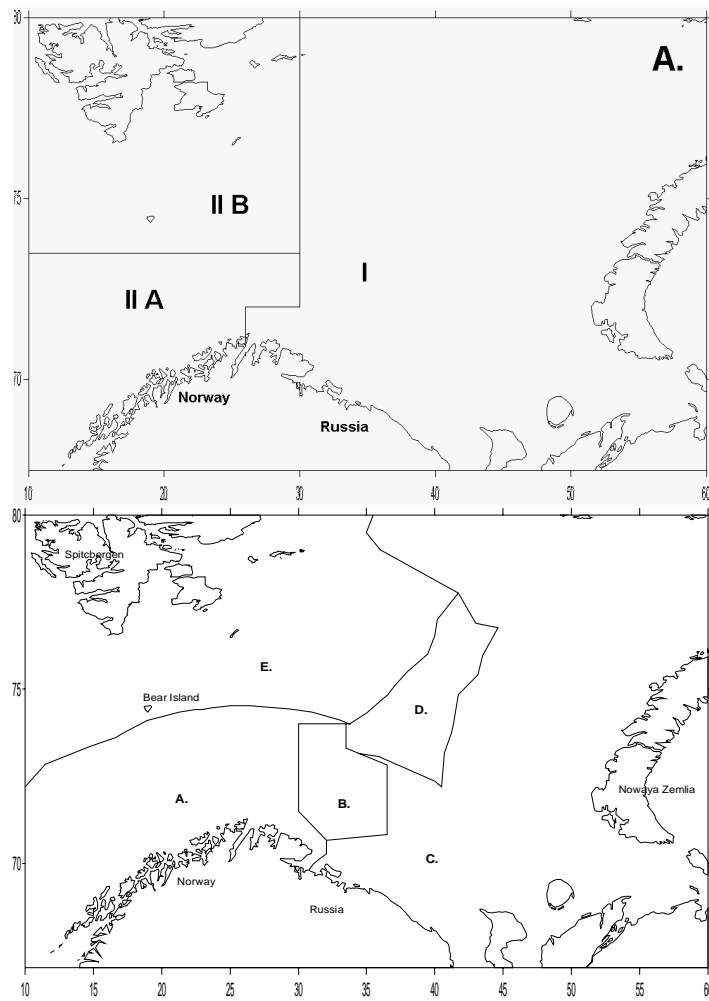 80
A.
75
II B
I
II A
70
Norway
Russia
10 20 30 40 50 60
80
Spitcbergen
E.
75
Bear Island
D.
Nowaya Zemlia
A.
B.
C.
70
Norway
Russia
10 15 20 25 30 35 40 45 50 55 60